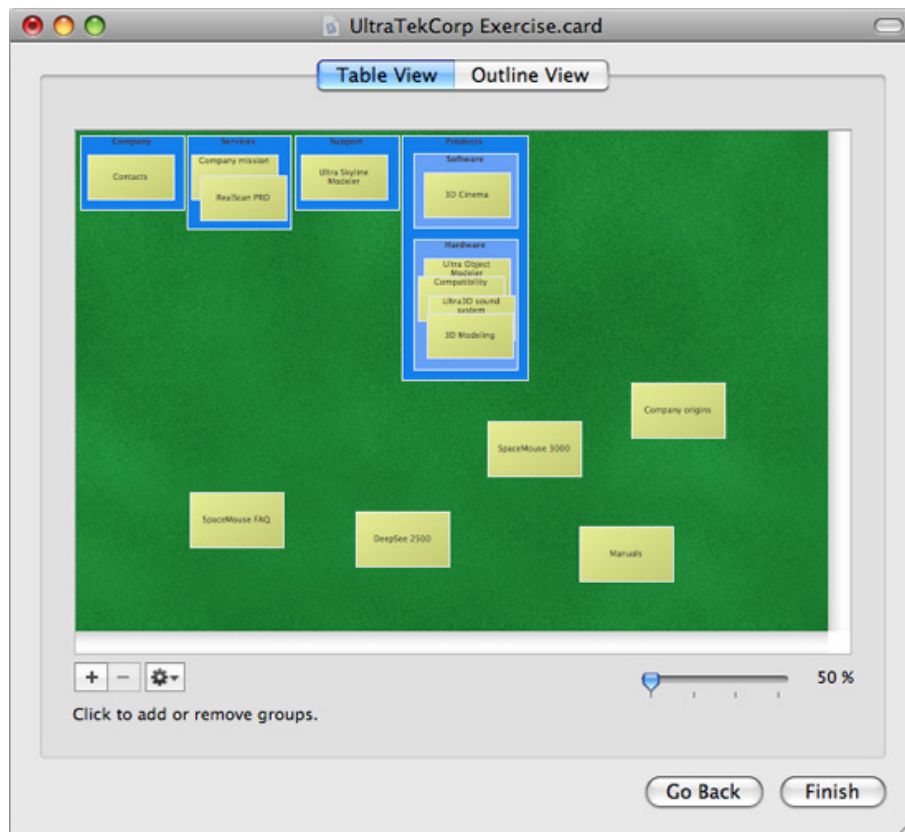 UltraTekCorp Exercise.card
Table View
Outline View
Company
Contacts
Services
Company mission
RealScan PRO
Support
Ultra Skyline
Modeler
Products
Software
3D Cinema
Hardware
Ultra Object
Modeler
Compatibility
Ultra3D sound
system
3D Modeling
Company origins
SpaceMouse 3000
SpaceMouse FAQ
DeepSee 2500
Manuals
50 %
Click to add or remove groups.
Go Back
Finish